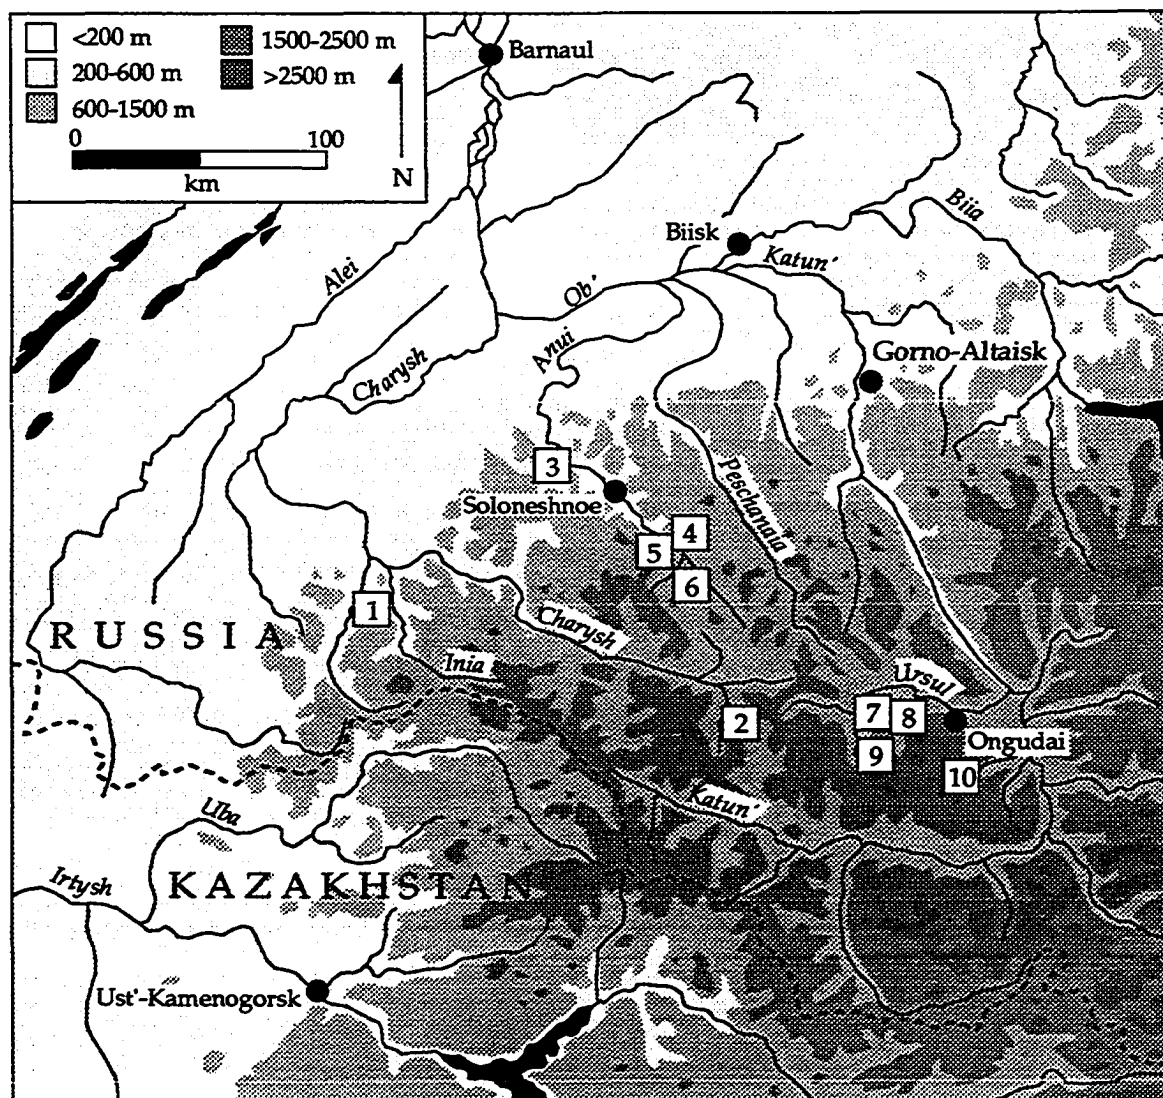 <200 m
1500-2500 m
200-600 m
>2500 m
600-1500 m
0
100
km
N
Barnaul
Biia
Biisk
Katun'
Alei
Ob'
Anui
Charysh
Gorno-Altaisk
3
Soloneshnoe
Peschanaia
4
5
6
1
RUSSIA
Charysh
Inia
Ursul
2
7
8
Ongudai
9
10
Katun'
Uba
Irtysh
KAZAKHSTAN
Ust'-Kamenogorsk